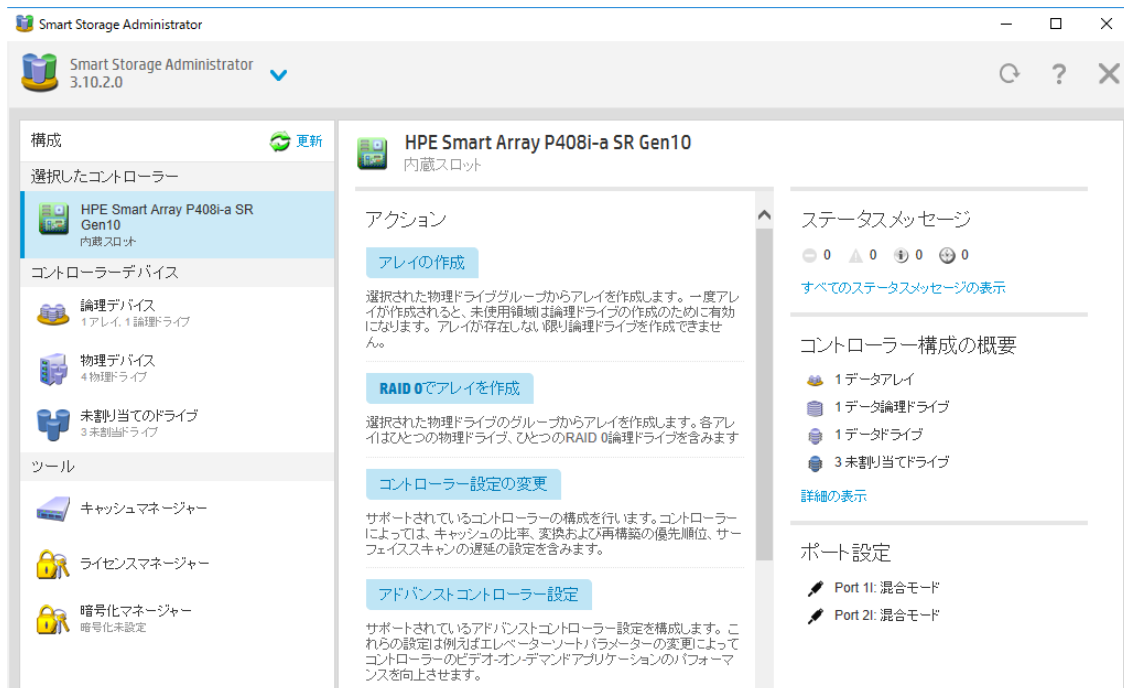 Smart Storage Administrator
Smart Storage Administrator
3.10.2.0
構成
更新
選択したコントローラー
HPE Smart Array P408i-a SR
Gen10
内蔵スロット
コントローラーデバイス
論理デバイス
1 アレイ, 1 論理ドライブ
物理デバイス
4 物理ドライブ
未割り当てのドライブ
3 未割当ドライブ
ツール
キャッシュマネージャー
ライセンスマネージャー
暗号化マネージャー
暗号化未設定
HPE Smart Array P408i-a SR Gen10
内蔵スロット
アクション
アレイの作成
選択された物理ドライブグループからアレイを作成します。一度アレ
イが作成されると、未使用領域は論理ドライブの作成のために有効
になります。アレイが存在しない限り論理ドライブを作成できませ
ん。
RAID 0でアレイを作成
選択された物理ドライブのグループからアレイを作成します。各アレ
イはひとつの物理ドライブ、ひとつのRAID 0論理ドライブを含みます
コントローラー設定の変更
サポートされているコントローラーの構成を行います。コントローラー
によっては、キャッシュの比率、変換および再構築の優先順位、サー
フェイススキャンの遅延の設定を含みます。
アドバンストコントローラー設定
サポートされているアドバンストコントローラー設定を構成します。こ
れらの設定は例えばエレベーターソートパラメーターの変更によって
コントローラーのビデオ-オン-デマンドアプリケーションのパフォーマ
ンスを向上させます。
ステータスメッセージ
0 0 0 0
すべてのステータスメッセージの表示
コントローラー構成の概要
1 データアレイ
1 データ論理ドライブ
1 データドライブ
3 未割り当てドライブ
詳細の表示
ポート設定
Port 1I: 混合モード
Port 2I: 混合モード